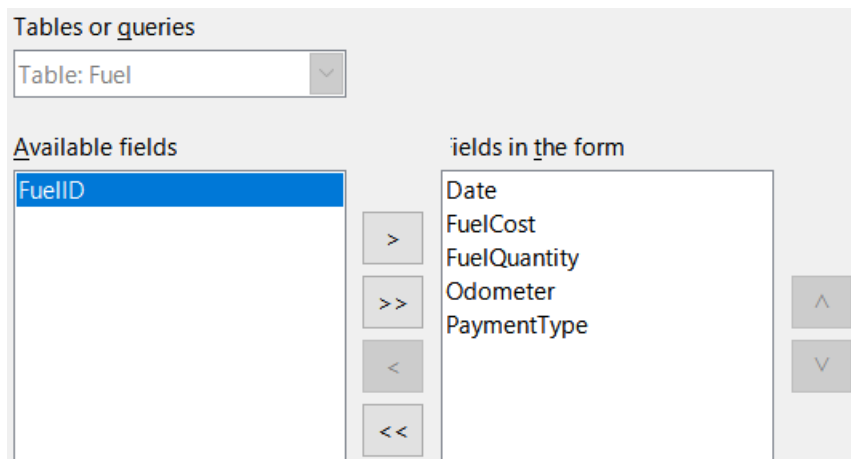 Tables or queries
Table: Fuel
Available fields
ields in the form
FuelID
Date
FuelCost
FuelQuantity
Odometer
PaymentType
>
>>
<
<<